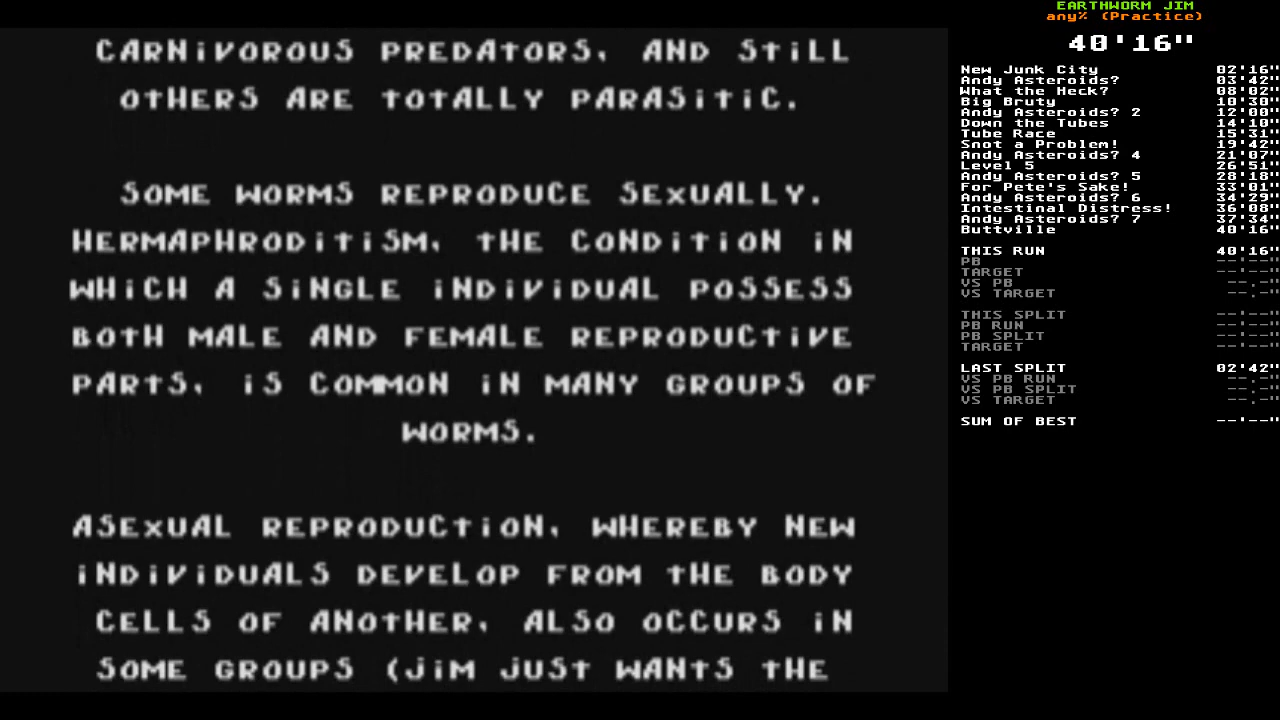 CARNiVOROUS PREDATORS, AND StiLL
OtHERS ARE tOtALLY PARASitiC.
SOME WORMS REPRODUCE SExUALLY.
HERMAPHRODitiSM, tHE CONDitiON iN
WHiCH A SiNGLE iNDiViDUAL POSSESS
BOtH MALE AND FEMALE REPRODUCtiVE
PARtS, iS COMMON iN MANY GROUPS OF
WORMS.
ASExUAL REPRODUCtiON, WHEREBY NEW
iNDiViDUALS DEVELOP FROM tHE BODY
CELLS OF ANOtHER, ALSO OCCURS iN
SOME GROUPS (JiM JUST WANtS tHE
EARTHWORM JIM
any% (Practice)
40'16"
New Junk City 02'16"
Andy Asteroids? 03'42"
What the Heck? 08'02"
Big Bruty 10'30"
Andy Asteroids? 2 12'00"
Down the Tubes 14'10"
Tube Race 15'31"
Snot a Problem! 19'42"
Andy Asteroids? 4 21'07"
Level 5 26'51"
Andy Asteroids? 5 28'18"
For Pete's Sake! 33'01"
Andy Asteroids? 6 34'29"
Intestinal Distress! 36'08"
Andy Asteroids? 7 37'34"
Buttville 40'16"
THIS RUN 40'16"
PB --'--"
TARGET --'--"
VS PB --.-"
VS TARGET --.-"
THIS SPLIT --'--"
PB RUN --'--"
PB SPLIT --'--"
TARGET --'--"
LAST SPLIT 02'42"
VS PB RUN --.-"
VS PB SPLIT --.-"
VS TARGET --.-"
SUM OF BEST --'--"